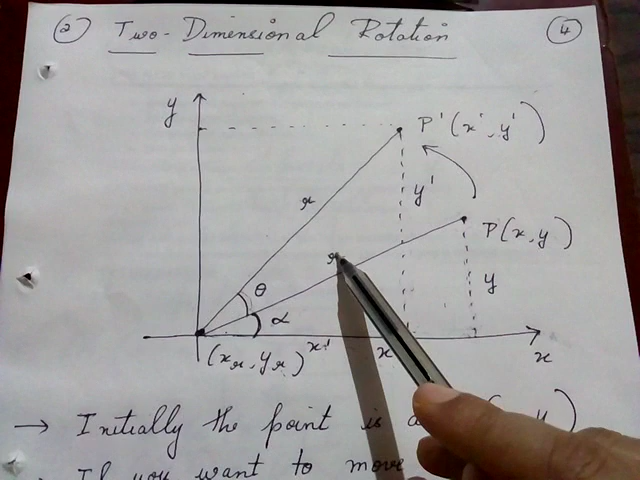 ② Two-Dimensional Rotation ④
y
P'(x', y')
r
y'
P(x, y)
r
θ
y
α
(xr, yr) x' x x
→ Initially the point is y)
→ If you want to move